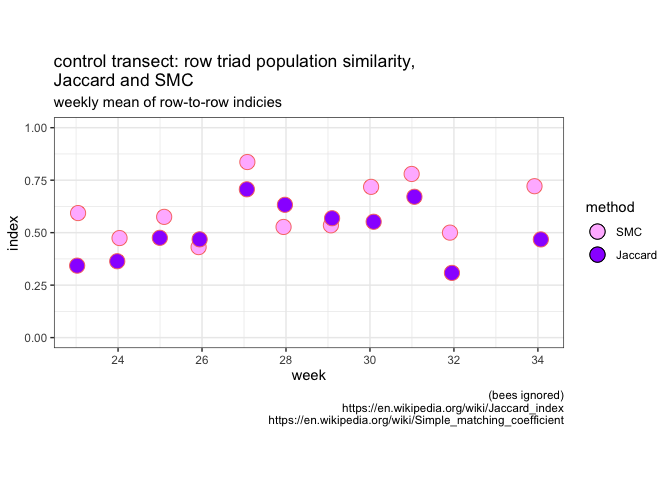 control transect: row triad population similarity,
Jaccard and SMC
weekly mean of row-to-row indicies
1.00
0.75
0.50
0.25
0.00
index
24 26 28 30 32 34
week
method
SMC
Jaccard
(bees ignored)
https://en.wikipedia.org/wiki/Jaccard_index
https://en.wikipedia.org/wiki/Simple_matching_coefficient